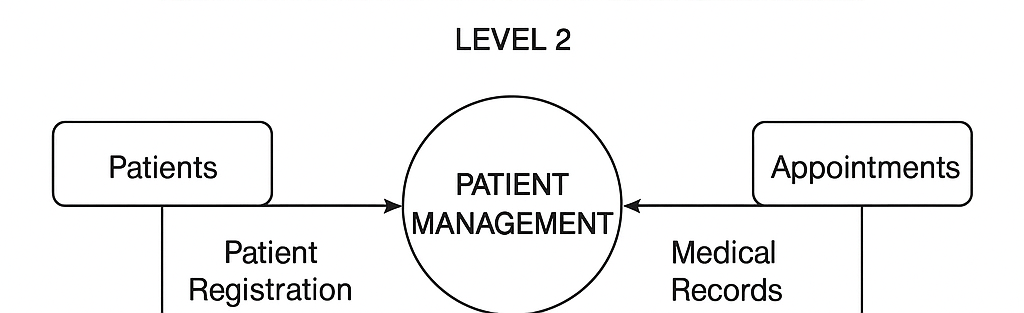 LEVEL 2
Patients
PATIENT
MANAGEMENT
Appointments
Patient
Registration
Medical
Records